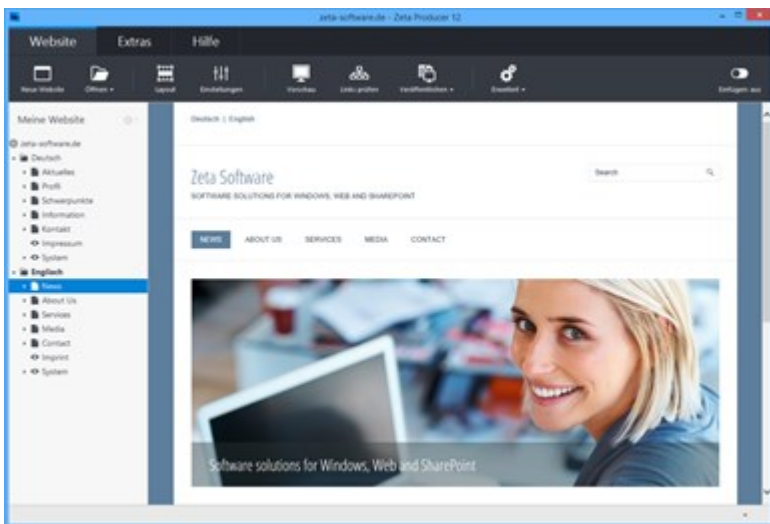 zeta-software.de - Zeta Producer 12
Website Extras Hilfe
Neue Website Öffnen Layout Einstellungen Vorschau Links prüfen Veröffentlichen Erweitert Einfügen aus
Meine Website
zeta-software.de
Deutsch
Aktuelles
Profil
Schwerpunkte
Information
Kontakt
Impressum
System
Englisch
News
About Us
Services
Media
Contact
Imprint
System
Deutsch | English
Zeta Software
SOFTWARE SOLUTIONS FOR WINDOWS, WEB AND SHAREPOINT
Search
NEWS ABOUT US SERVICES MEDIA CONTACT
Software solutions for Windows, Web and SharePoint